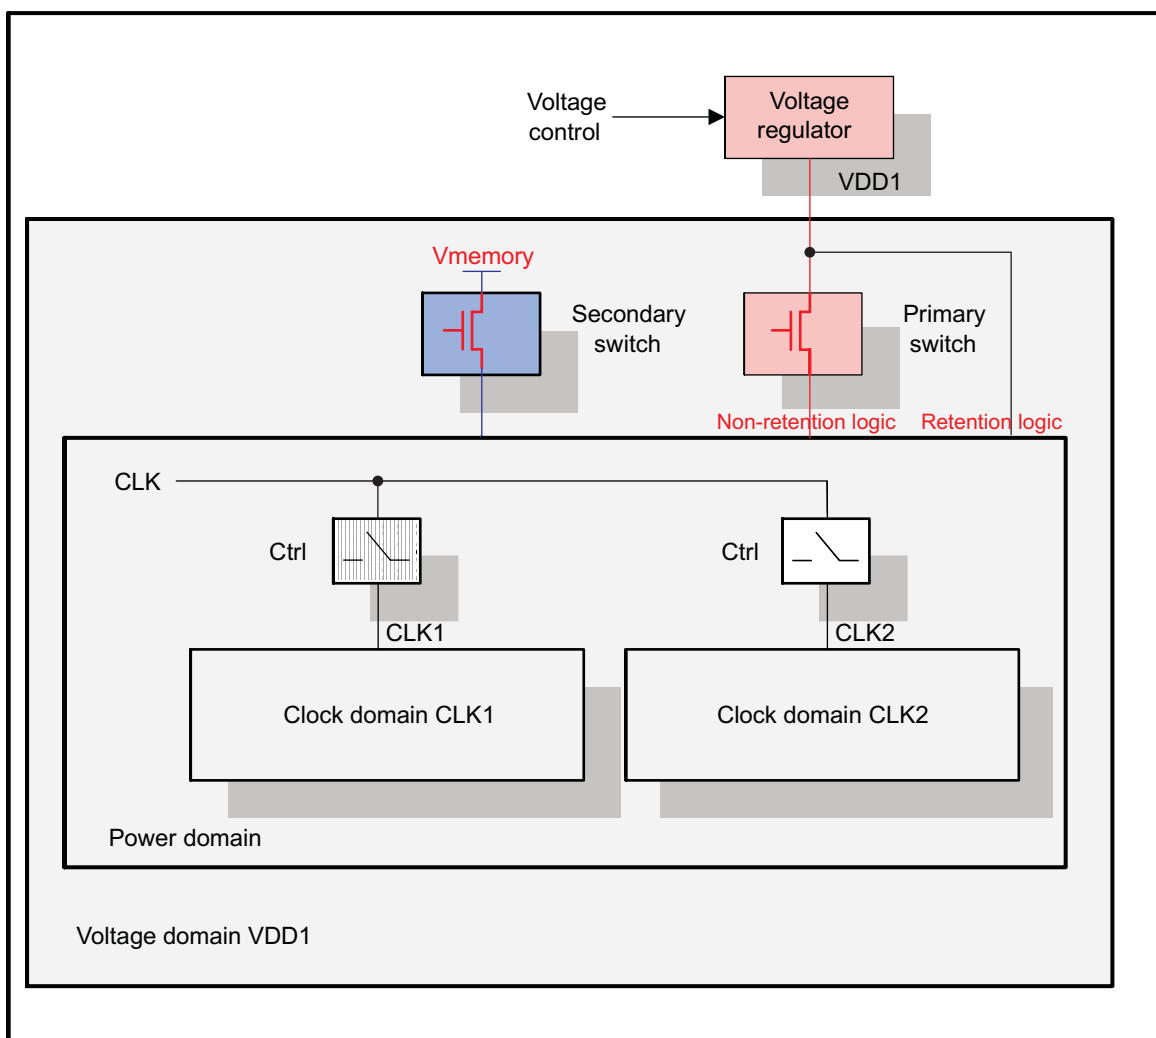 Voltage
control
Voltage
regulator
VDD1
Vmemory
Secondary
switch
Primary
switch
Non-retention logic
Retention logic
CLK
Ctrl
Ctrl
CLK1
CLK2
Clock domain CLK1
Clock domain CLK2
Power domain
Voltage domain VDD1